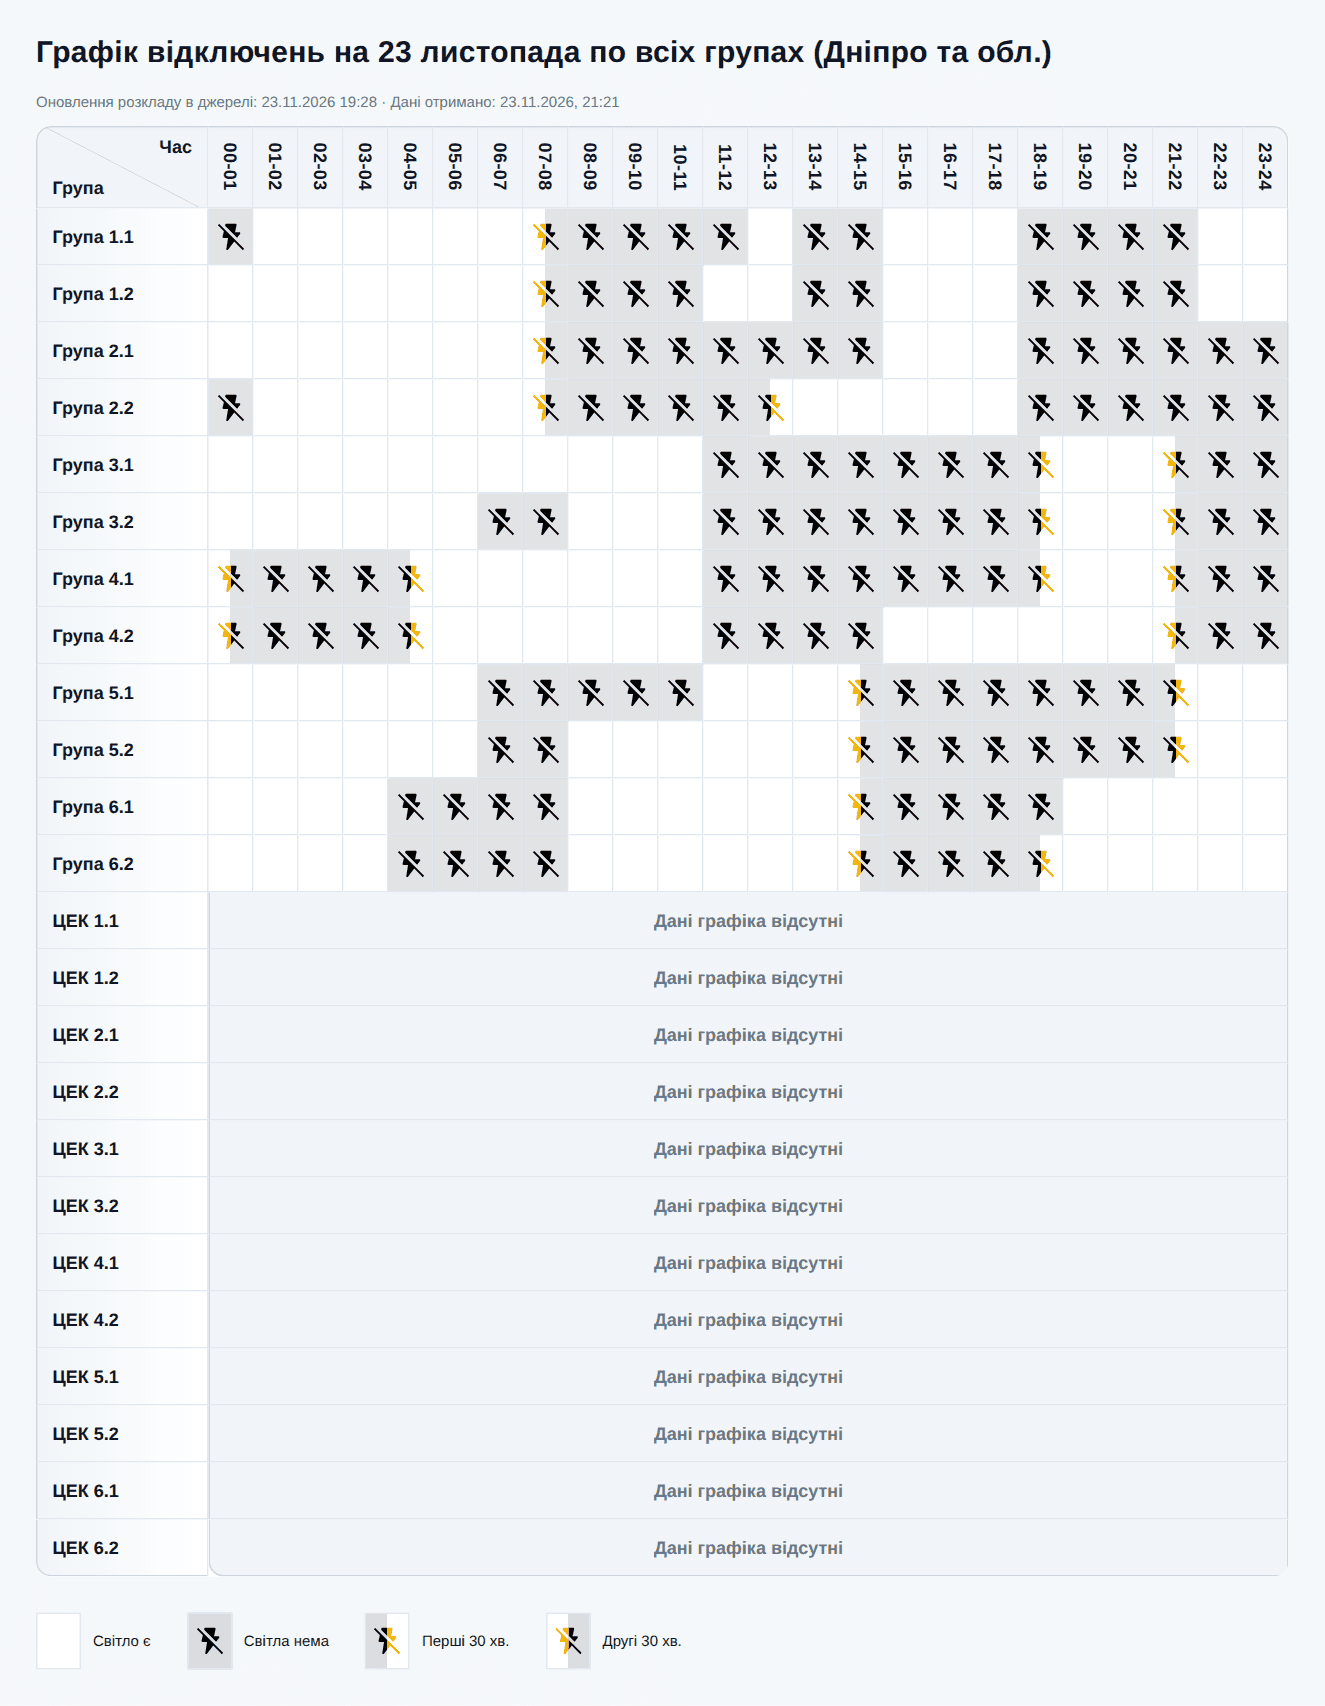 Графік відключень на 23 листопада по всіх групах (Дніпро та обл.)
Оновлення розкладу в джерелі: 23.11.2026 19:28 · Дані отримано: 23.11.2026, 21:21
Час
Група
00-01 01-02 02-03 03-04 04-05 05-06 06-07 07-08 08-09 09-10 10-11 11-12 12-13 13-14 14-15 15-16 16-17 17-18 18-19 19-20 20-21 21-22 22-23 23-24
Група 1.1
Група 1.2
Група 2.1
Група 2.2
Група 3.1
Група 3.2
Група 4.1
Група 4.2
Група 5.1
Група 5.2
Група 6.1
Група 6.2
ЦЕК 1.1 Дані графіка відсутні
ЦЕК 1.2 Дані графіка відсутні
ЦЕК 2.1 Дані графіка відсутні
ЦЕК 2.2 Дані графіка відсутні
ЦЕК 3.1 Дані графіка відсутні
ЦЕК 3.2 Дані графіка відсутні
ЦЕК 4.1 Дані графіка відсутні
ЦЕК 4.2 Дані графіка відсутні
ЦЕК 5.1 Дані графіка відсутні
ЦЕК 5.2 Дані графіка відсутні
ЦЕК 6.1 Дані графіка відсутні
ЦЕК 6.2 Дані графіка відсутні
Світло є Світла нема Перші 30 хв. Другі 30 хв.